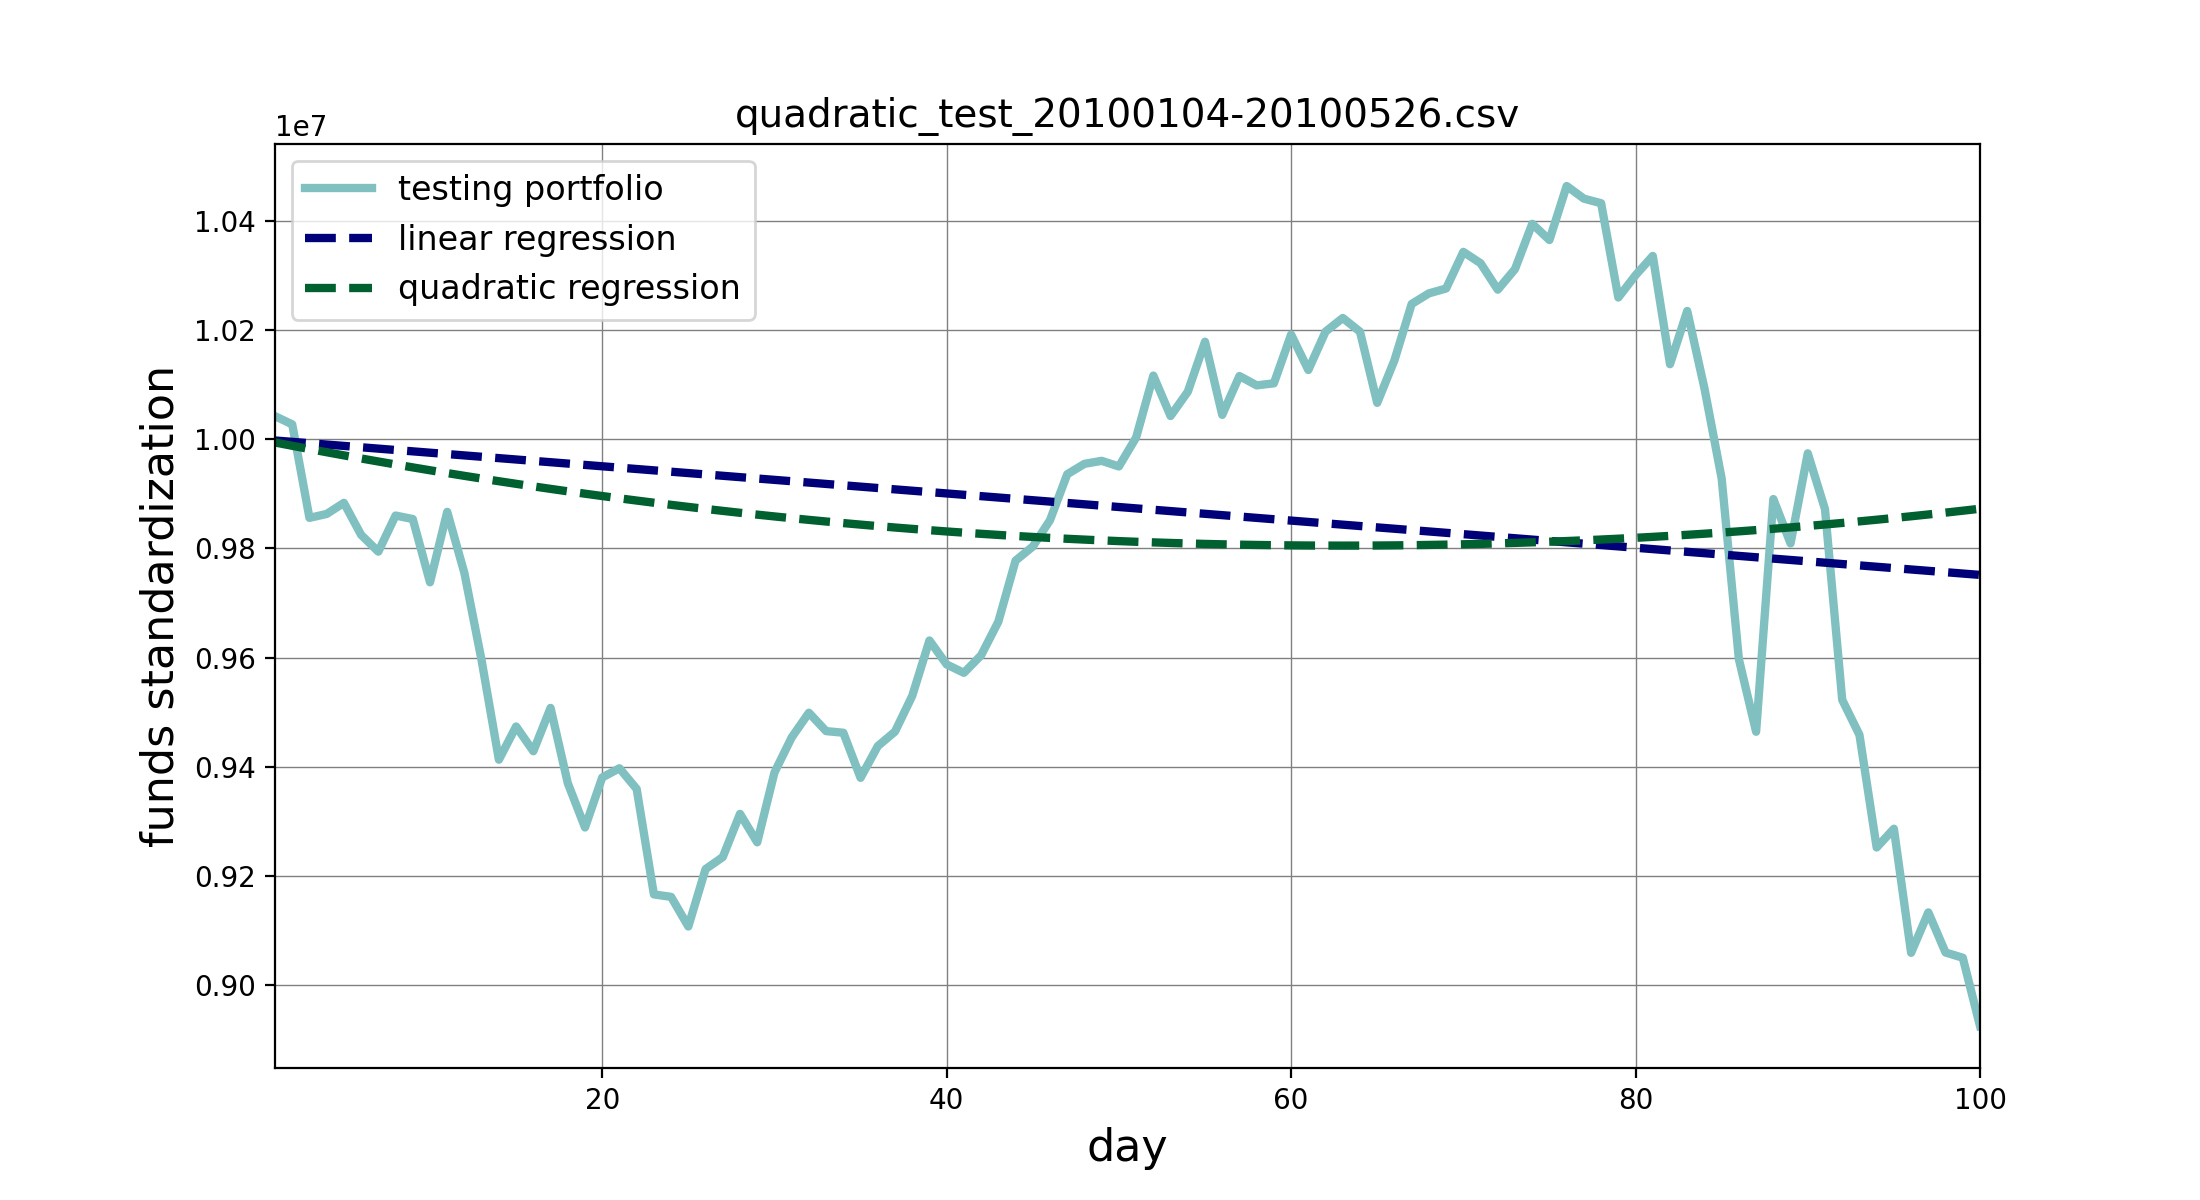 quadratic_test_20100104-20100526.csv
1e7
testing portfolio
linear regression
quadratic regression
1.04
1.02
1.00
0.98
0.96
0.94
0.92
0.90
funds standardization
20 40 60 80 100
day